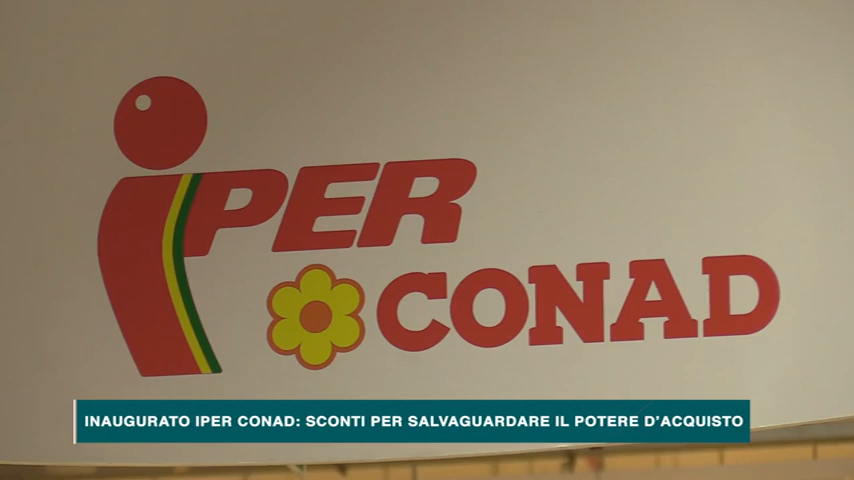 iPER
CONAD
INAUGURATO IPER CONAD: SCONTI PER SALVAGUARDARE IL POTERE D'ACQUISTO